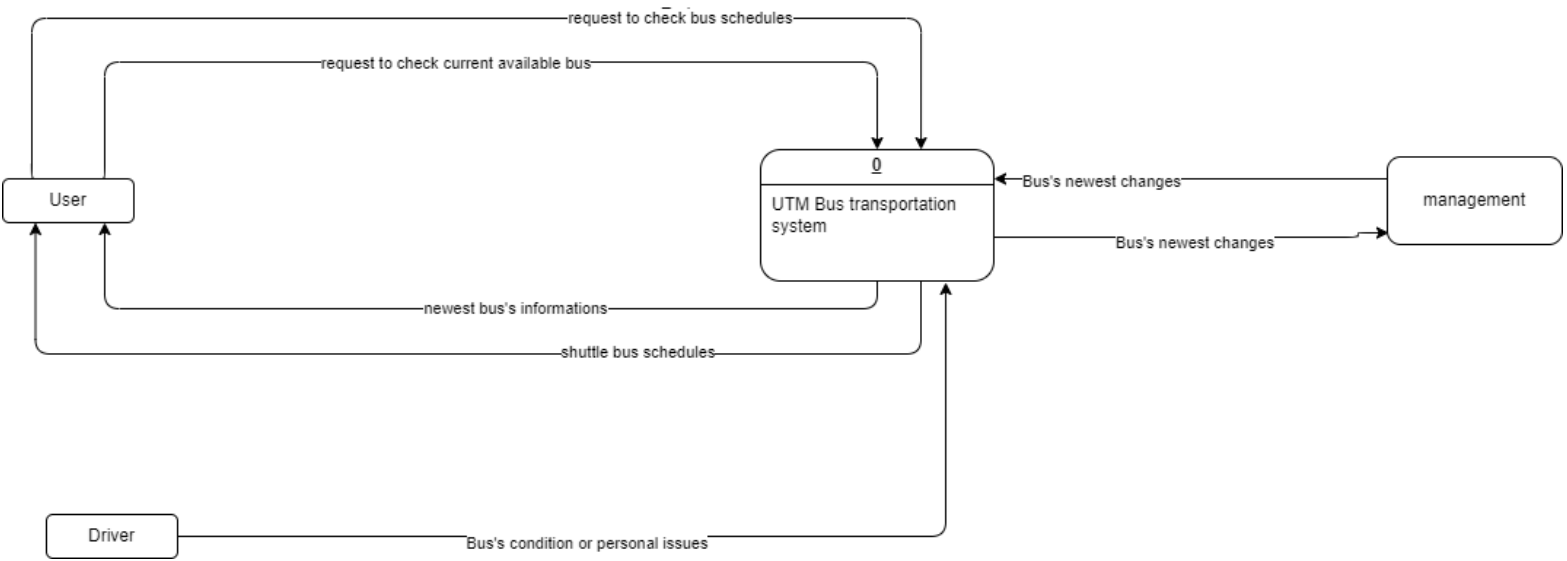 request to check bus schedules
request to check current available bus
0
UTM Bus transportation
system
User
Bus's newest changes
management
Bus's newest changes
newest bus's informations
shuttle bus schedules
Driver
Bus's condition or personal issues